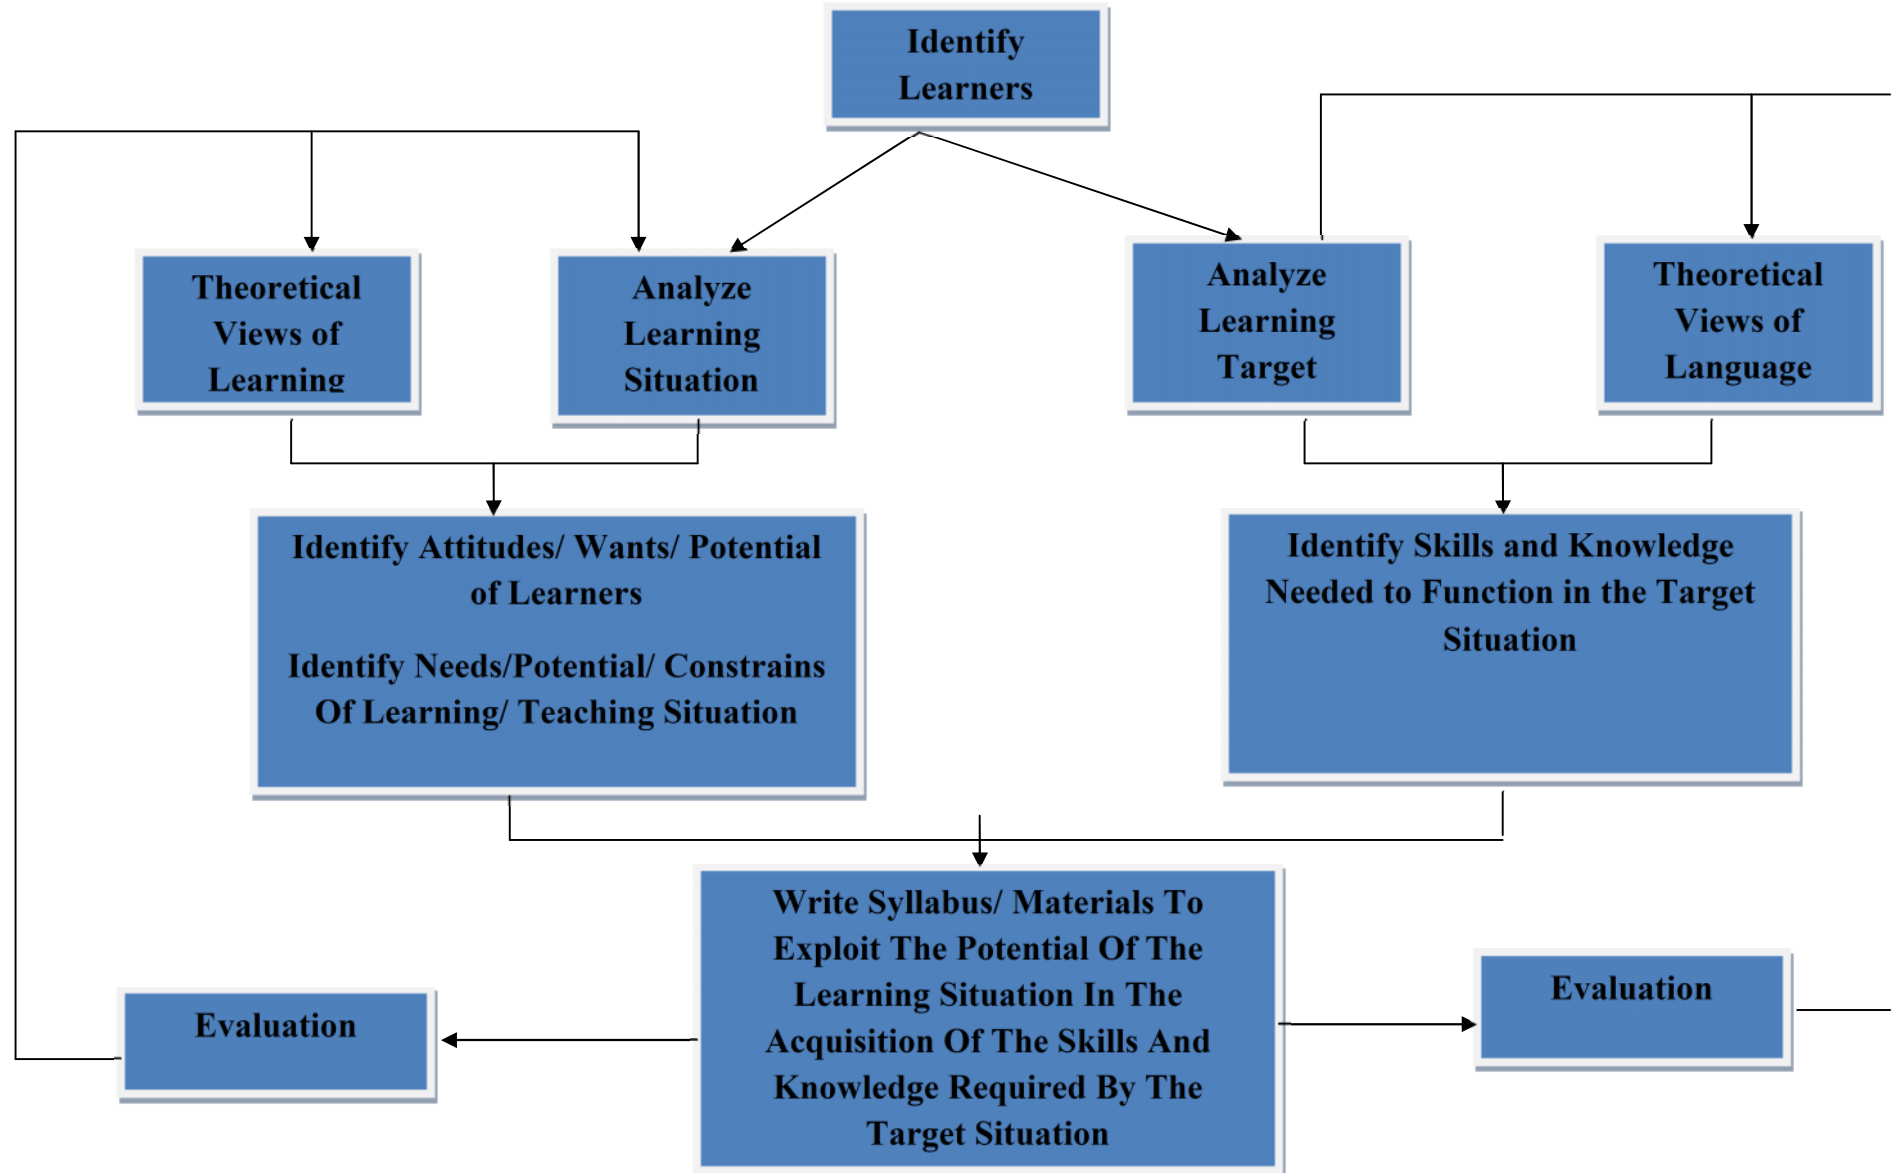 Identify
Learners
Theoretical
Views of
Learning
Analyze
Learning
Situation
Analyze
Learning
Target
Theoretical
Views of
Language
Identify Attitudes/ Wants/ Potential
of Learners
Identify Needs/Potential/ Constrains
Of Learning/ Teaching Situation
Identify Skills and Knowledge
Needed to Function in the Target
Situation
Write Syllabus/ Materials To
Exploit The Potential Of The
Learning Situation In The
Acquisition Of The Skills And
Knowledge Required By The
Target Situation
Evaluation
Evaluation